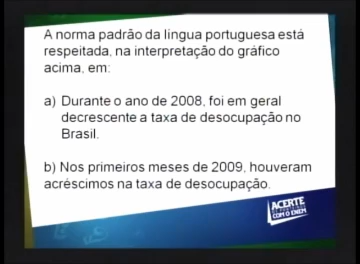 A norma padrão da língua portuguesa está
respeitada, na interpretação do gráfico
acima, em:
a) Durante o ano de 2008, foi em geral
decrescente a taxa de desocupação no
Brasil.
b) Nos primeiros meses de 2009, houveram
acréscimos na taxa de desocupação.
ACERTE
COM O ENEM